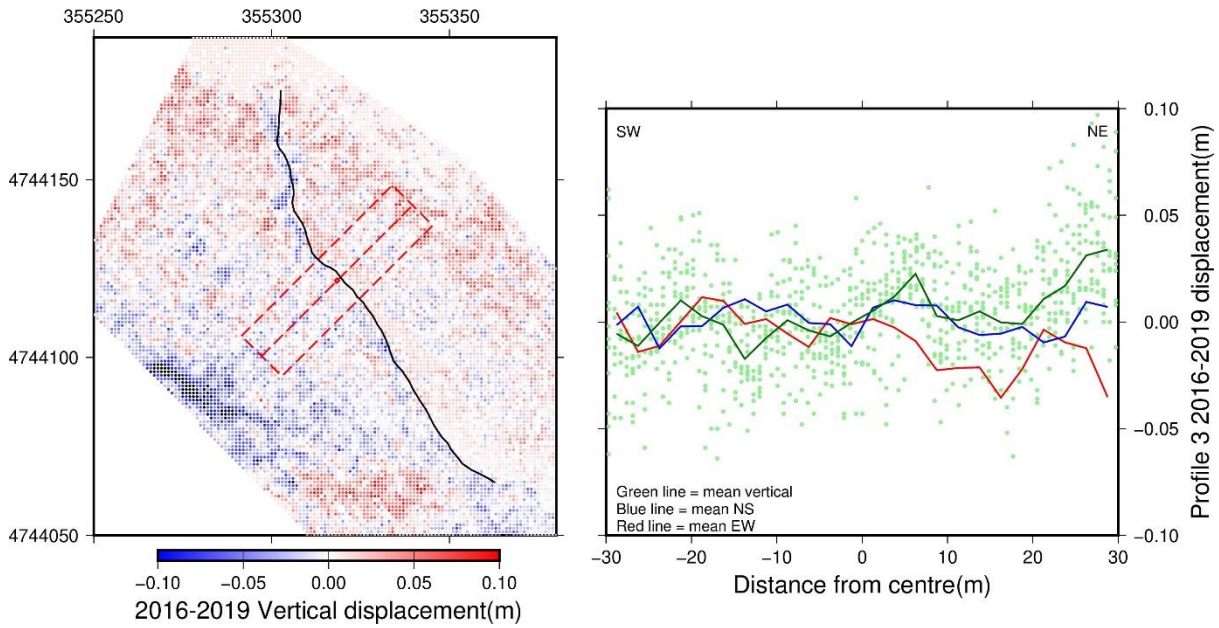 355250 355300 355350
4744150
4744100
4744050
−0.10 −0.05 0.00 0.05 0.10
2016-2019 Vertical displacement(m)
SW NE
Green line = mean vertical
Blue line = mean NS
Red line = mean EW
0.10
0.05
0.00
−0.05
−0.10
Profile 3 2016-2019 displacement(m)
−30 −20 −10 0 10 20 30
Distance from centre(m)